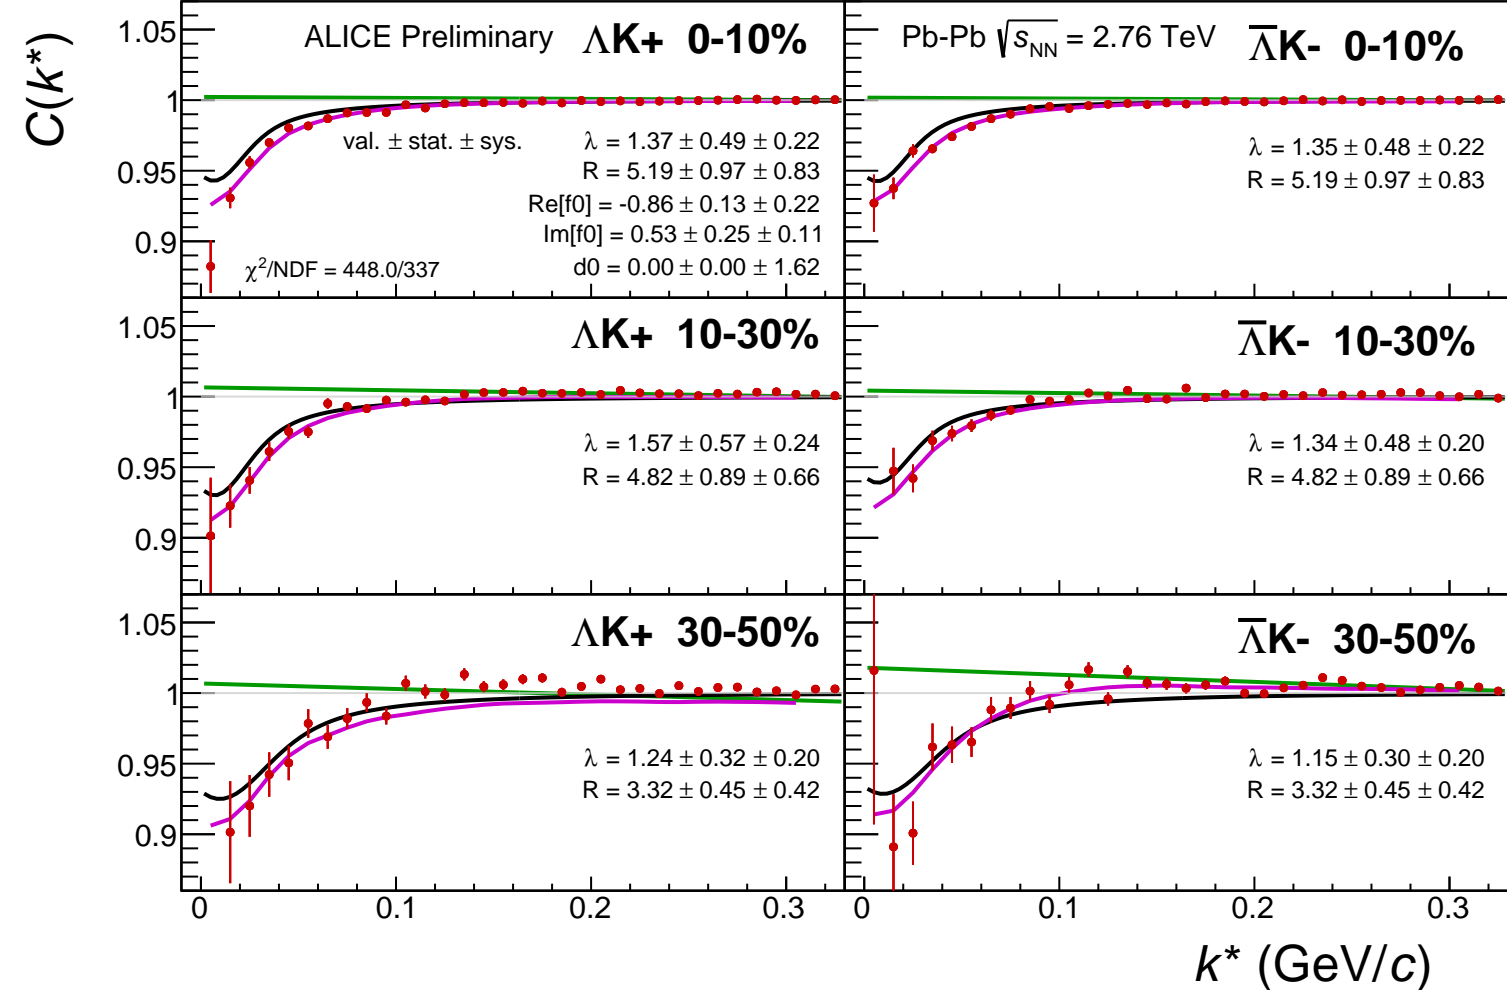 C(k*)
ALICE Preliminary ΛK+ 0-10%
1.05
1
0.95
0.9
val. ± stat. ± sys.
λ = 1.37 ± 0.49 ± 0.22
R = 5.19 ± 0.97 ± 0.83
Re[f0] = -0.86 ± 0.13 ± 0.22
Im[f0] = 0.53 ± 0.25 ± 0.11
d0 = 0.00 ± 0.00 ± 1.62
χ²/NDF = 448.0/337
Pb-Pb √sNN = 2.76 TeV Λ̅K- 0-10%
λ = 1.35 ± 0.48 ± 0.22
R = 5.19 ± 0.97 ± 0.83
ΛK+ 10-30%
1.05
1
0.95
0.9
λ = 1.57 ± 0.57 ± 0.24
R = 4.82 ± 0.89 ± 0.66
Λ̅K- 10-30%
λ = 1.34 ± 0.48 ± 0.20
R = 4.82 ± 0.89 ± 0.66
ΛK+ 30-50%
1.05
1
0.95
0.9
λ = 1.24 ± 0.32 ± 0.20
R = 3.32 ± 0.45 ± 0.42
Λ̅K- 30-50%
λ = 1.15 ± 0.30 ± 0.20
R = 3.32 ± 0.45 ± 0.42
0 0.1 0.2 0.3 0 0.1 0.2 0.3
k* (GeV/c)